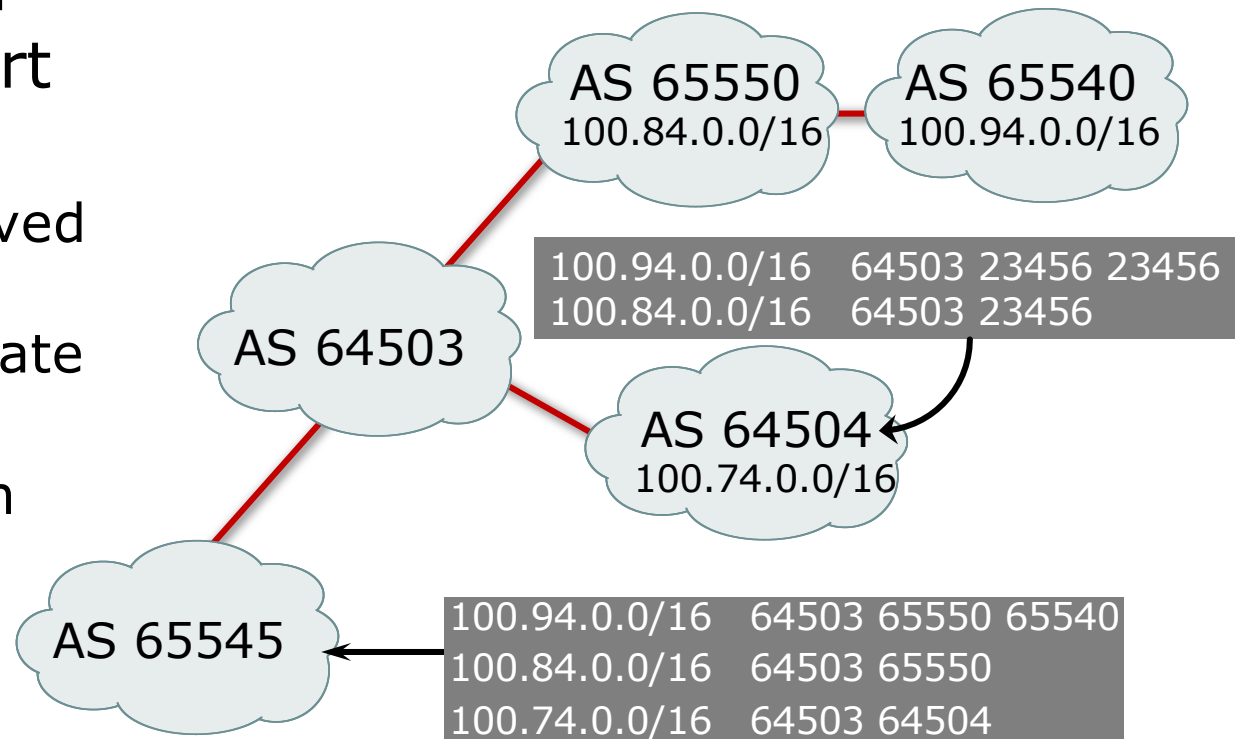 rt
ved
ate
AS 65550
100.84.0.0/16
AS 65540
100.94.0.0/16
100.94.0.0/16 64503 23456 23456
100.84.0.0/16 64503 23456
AS 64503
AS 64504
100.74.0.0/16
AS 65545
100.94.0.0/16 64503 65550 65540
100.84.0.0/16 64503 65550
100.74.0.0/16 64503 64504